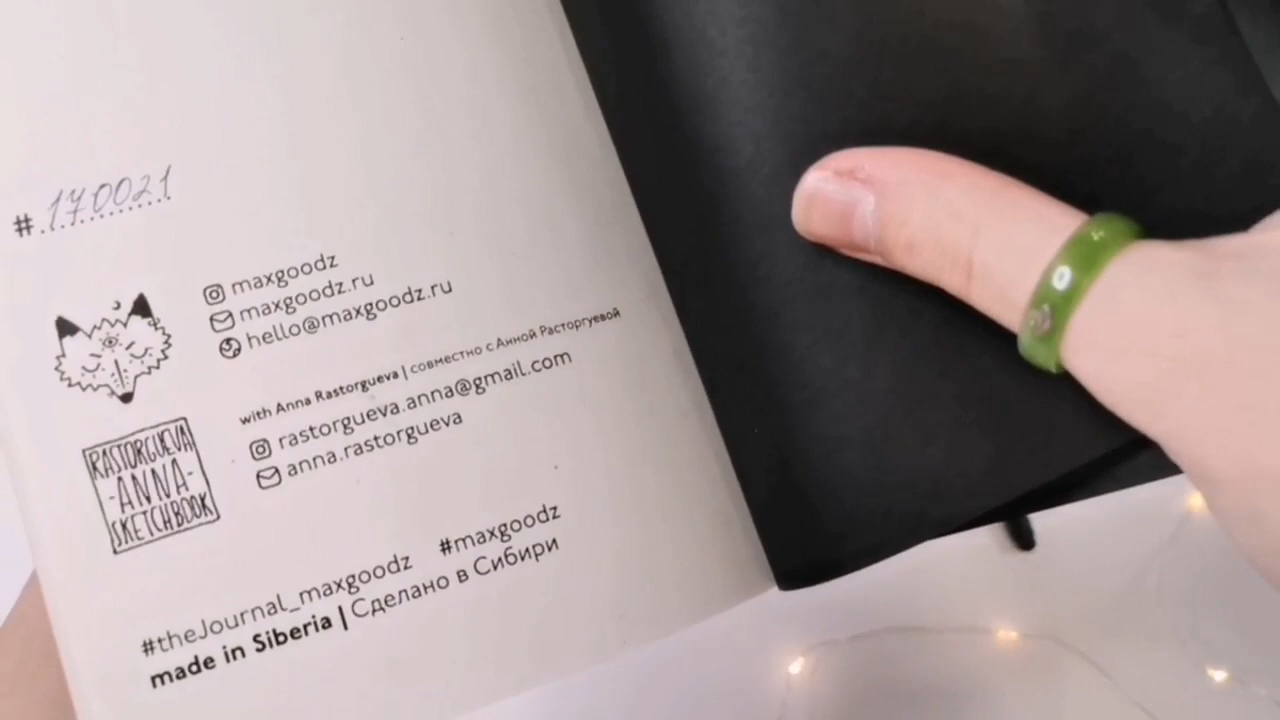 #.170021
maxgoodz
maxgoodz.ru
hello@maxgoodz.ru
with Anna Rastorgueva | совместно с Анной Расторгуевой
rastorgueva.anna@gmail.com
anna.rastorgueva
RASTORGUEVA
-ANNA-
SKETCHBOOK
#theJournal_maxgoodz #maxgoodz
made in Siberia | Сделано в Сибири